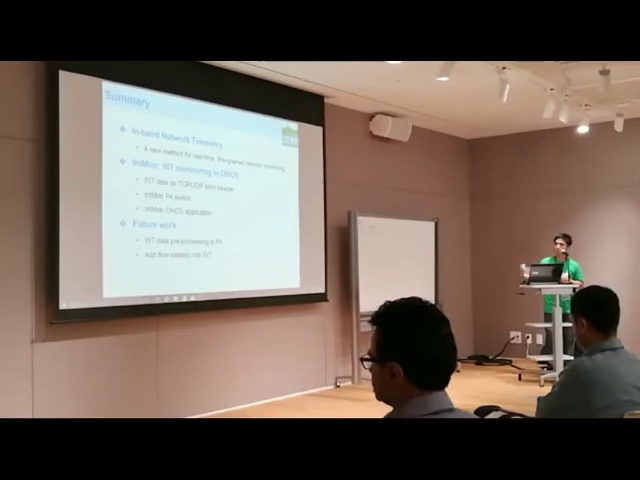 Summary
In-band Network Telemetry
A new method for real-time, fine-grained network monitoring
IntMon: INT monitoring in ONOS
INT data as TCP/UDP header
IntMon P4 switch
IntMon ONOS application
Future work
INT data preprocessing in P4
Add flow statistic into INT